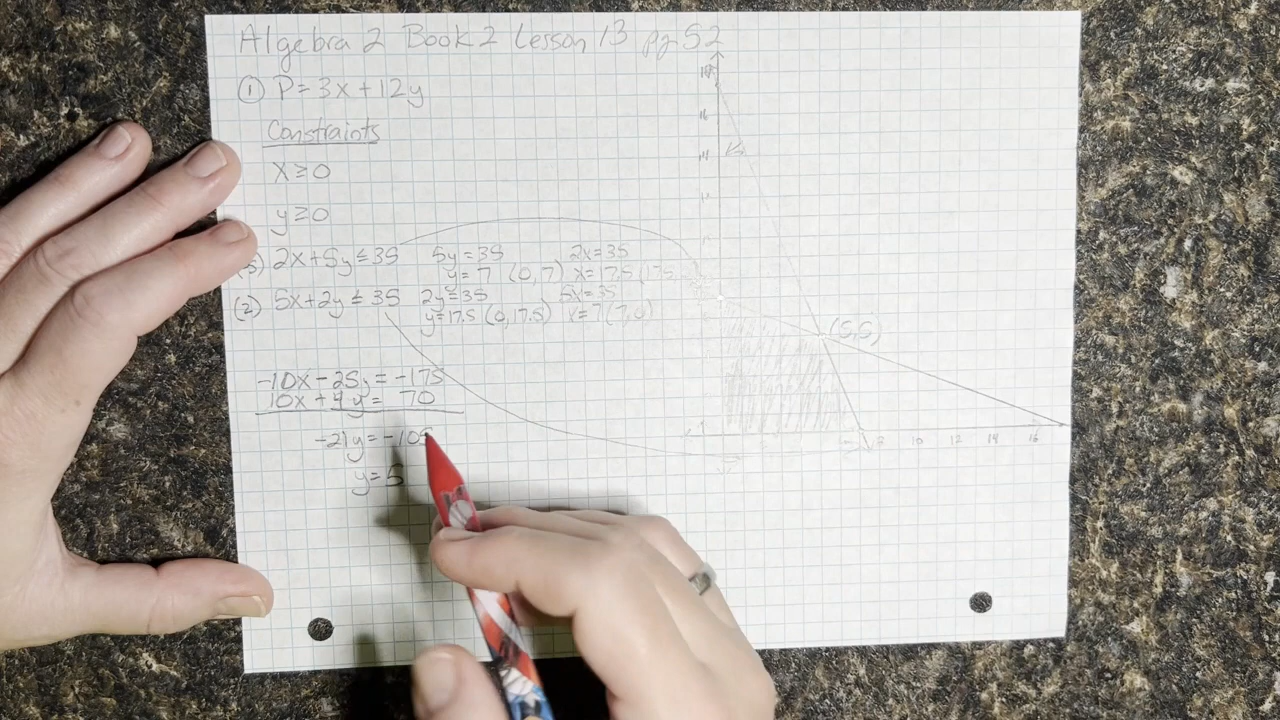 Algebra 2 Book 2 Lesson 13 pg 52
① P = 3x + 12y
Constraints
x ≥ 0
y ≥ 0
2x + 5y ≤ 35 5y = 35 2x = 35
y = 7 (0, 7) x = 17.5 (17.5
(2) 5x + 2y ≤ 35 2y = 35 5x = 35
y = 17.5 (0, 17.5) x = 7 (7, 0)
-10x - 25y = -175
10x + 4y = 70
-21y = -105
y = 5
(5,5)
16
14
8 10 12 14 16